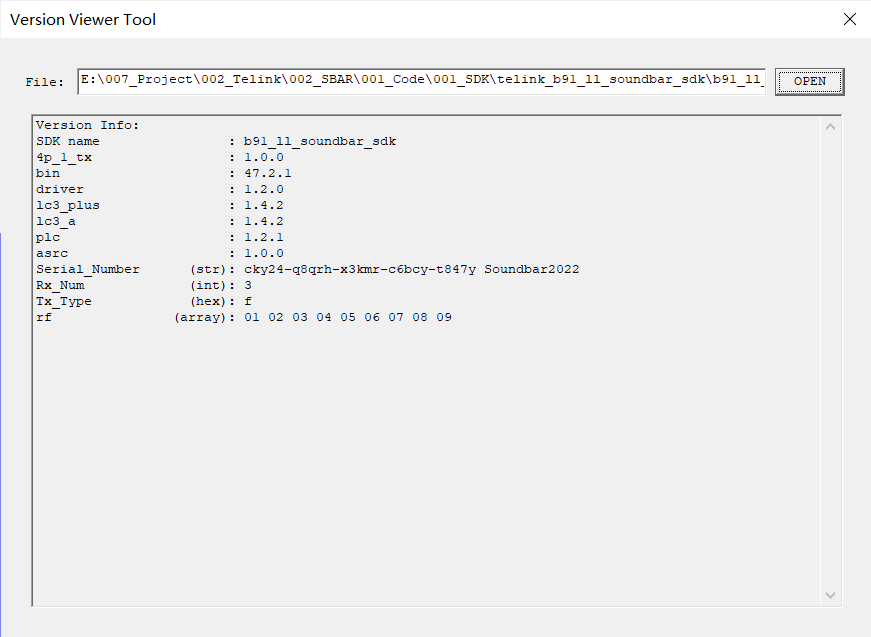 Version Viewer Tool
File: E:\007_Project\002_Telink\002_SBAR\001_Code\001_SDK\telink_b91_ll_soundbar_sdk\b91_ll_ OPEN
Version Info:
SDK name : b91_ll_soundbar_sdk
4p_1_tx : 1.0.0
bin : 47.2.1
driver : 1.2.0
lc3_plus : 1.4.2
lc3_a : 1.4.2
plc : 1.2.1
asrc : 1.0.0
Serial_Number (str): cky24-q8qrh-x3kmr-c6bcy-t847y Soundbar2022
Rx_Num (int): 3
Tx_Type (hex): f
rf (array): 01 02 03 04 05 06 07 08 09